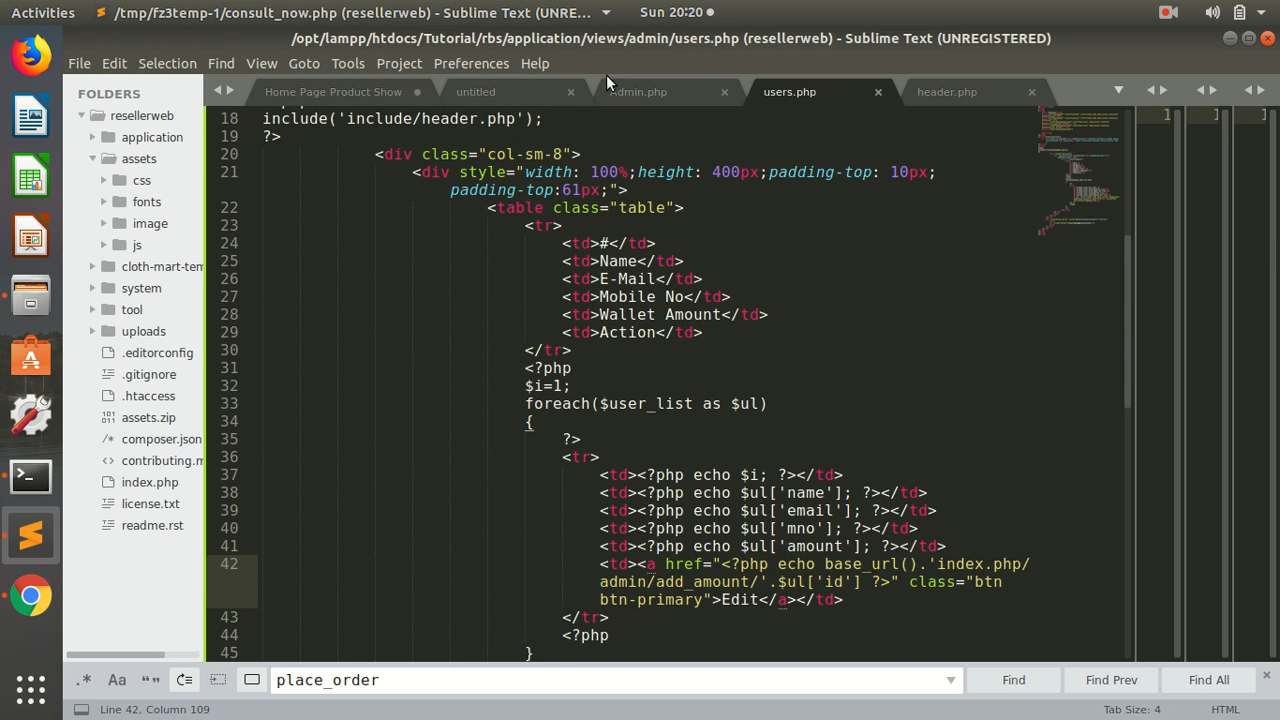 Activities
/tmp/fz3temp-1/consult_now.php (resellerweb) - Sublime Text (UNRE...
Sun 20:20
/opt/lampp/htdocs/Tutorial/rbs/application/views/admin/users.php (resellerweb) - Sublime Text (UNREGISTERED)
File Edit Selection Find View Goto Tools Project Preferences Help
FOLDERS
resellerweb
application
assets
css
fonts
image
js
cloth-mart-tem
system
tool
uploads
.editorconfig
.gitignore
.htaccess
assets.zip
composer.json
contributing.m
index.php
license.txt
readme.rst
Home Page Product Show
untitled
Admin.php
users.php
header.php
18 include('include/header.php');
19 ?>
20 <div class="col-sm-8">
21 <div style="width: 100%;height: 400px;padding-top: 10px;
padding-top:61px;">
22 <table class="table">
23 <tr>
24 <td>#</td>
25 <td>Name</td>
26 <td>E-Mail</td>
27 <td>Mobile No</td>
28 <td>Wallet Amount</td>
29 <td>Action</td>
30 </tr>
31 <?php
32 $i=1;
33 foreach($user_list as $ul)
34 {
35 ?>
36 <tr>
37 <td><?php echo $i; ?></td>
38 <td><?php echo $ul['name']; ?></td>
39 <td><?php echo $ul['email']; ?></td>
40 <td><?php echo $ul['mno']; ?></td>
41 <td><?php echo $ul['amount']; ?></td>
42 <td><a href="<?php echo base_url().'index.php/
admin/add_amount/'.$ul['id'] ?>" class="btn
btn-primary">Edit</a></td>
43 </tr>
44 <?php
45 }
1
1
1
.* Aa place_order Find Find Prev Find All
Line 42, Column 109
Tab Size: 4
HTML